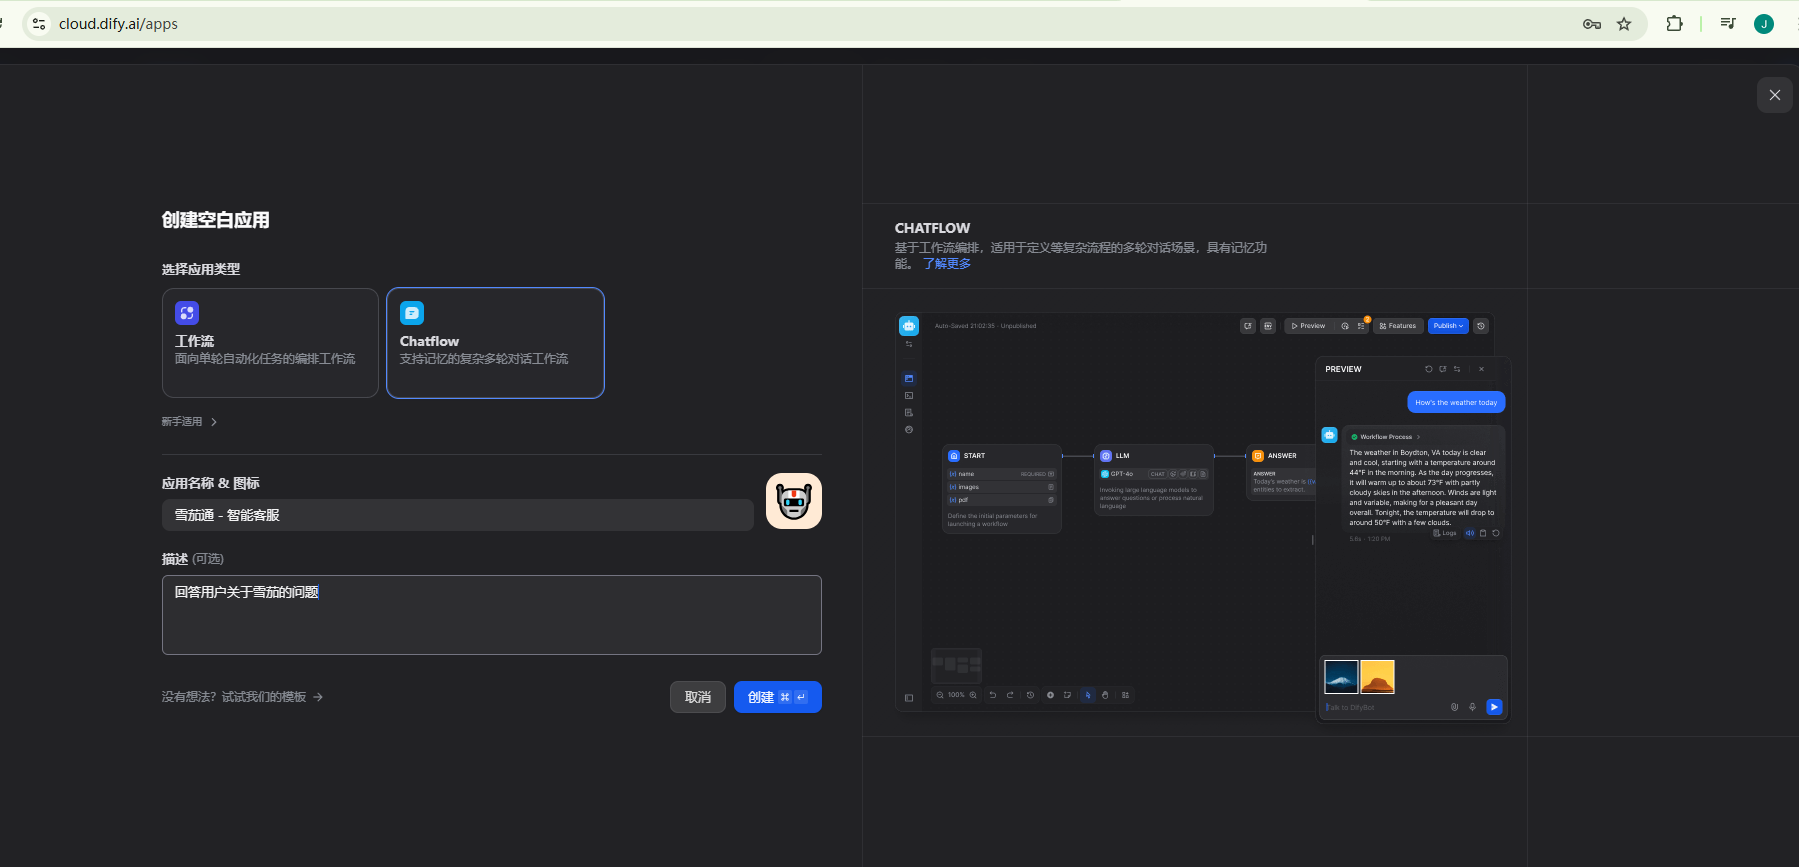 cloud.dify.ai/apps
J
创建空白应用
选择应用类型
工作流
面向单轮自动化任务的编排工作流
Chatflow
支持记忆的复杂多轮对话工作流
新手适用
应用名称 & 图标
雪茄通 - 智能客服
描述 (可选)
回答用户关于雪茄的问题
没有想法？试试我们的模板
取消
创建
CHATFLOW
基于工作流编排，适用于定义等复杂流程的多轮对话场景，具有记忆功
能。 了解更多
Auto-Saved 21:02:35 · Unpublished
Preview
2
Features
Publish
START
{x} name REQUIRED
{x} images
{x} pdf
Define the initial parameters for
launching a workflow
LLM
GPT-4o CHAT
Invoking large language models to
answer questions or process natural
language
ANSWER
ANSWER
Today's weather is
entities to extract.
100%
PREVIEW
How's the weather today
Workflow Process
The weather in Boydton, VA today is clear
and cool, starting with a temperature around
44°F in the morning. As the day progresses,
it will warm up to about 73°F with partly
cloudy skies in the afternoon. Winds are light
and variable, making for a pleasant day
overall. Tonight, the temperature will drop to
around 50°F with a few clouds.
Logs
5.8s · 1:20 PM
Talk to DifyBot